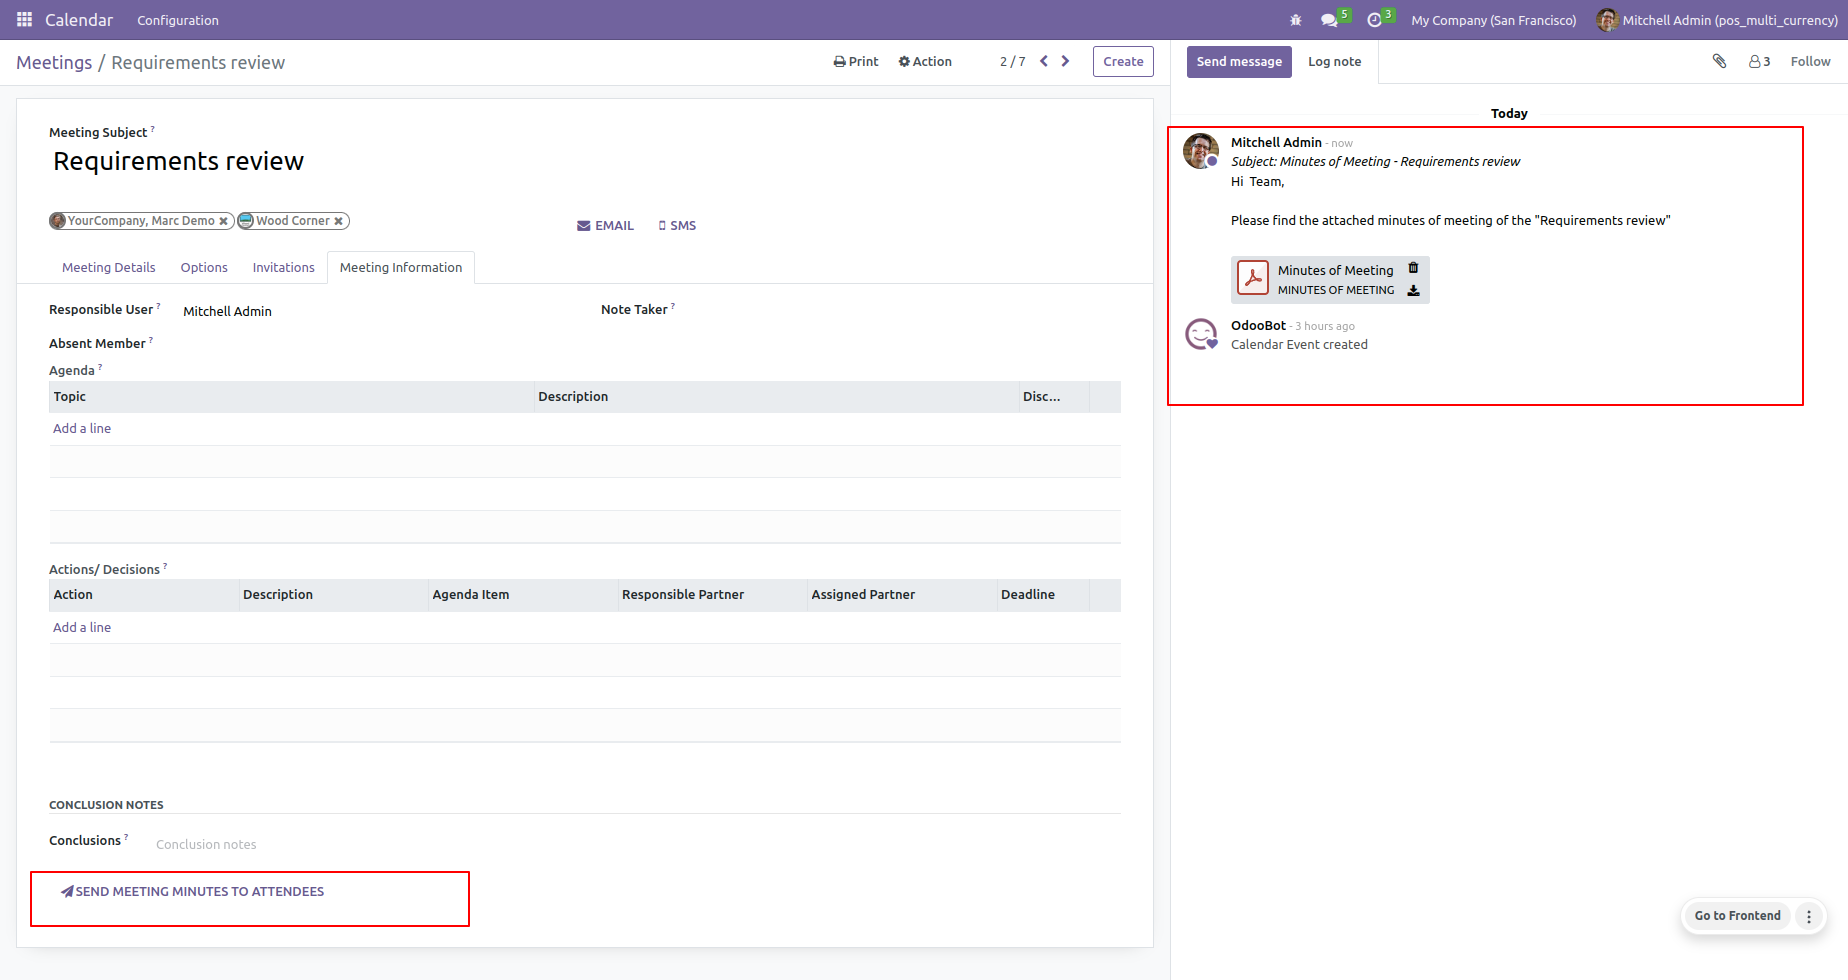 Calendar Configuration 5 3 My Company (San Francisco) Mitchell Admin (pos_multi_currency)
Meetings / Requirements review Print Action 2 / 7 Create
Send message Log note 3 Follow
Meeting Subject ?
Requirements review
YourCompany, Marc Demo Wood Corner
EMAIL SMS
Meeting Details Options Invitations Meeting Information
Responsible User ? Mitchell Admin Note Taker ?
Absent Member ?
Agenda ?
Topic Description Disc...
Add a line
Actions/ Decisions ?
Action Description Agenda Item Responsible Partner Assigned Partner Deadline
Add a line
CONCLUSION NOTES
Conclusions ? Conclusion notes
SEND MEETING MINUTES TO ATTENDEES
Today
Mitchell Admin - now
Subject: Minutes of Meeting - Requirements review
Hi Team,
Please find the attached minutes of meeting of the "Requirements review"
Minutes of Meeting
MINUTES OF MEETING
OdooBot - 3 hours ago
Calendar Event created
Go to Frontend